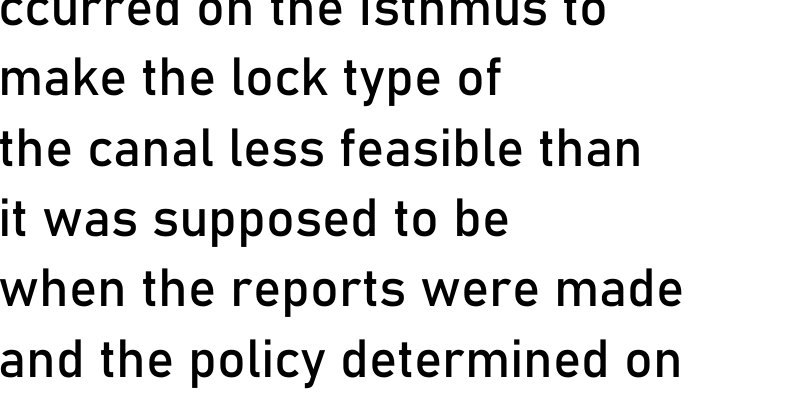 ccurred on the Isthmus to
make the lock type of
the canal less feasible than
it was supposed to be
when the reports were made
and the policy determined on